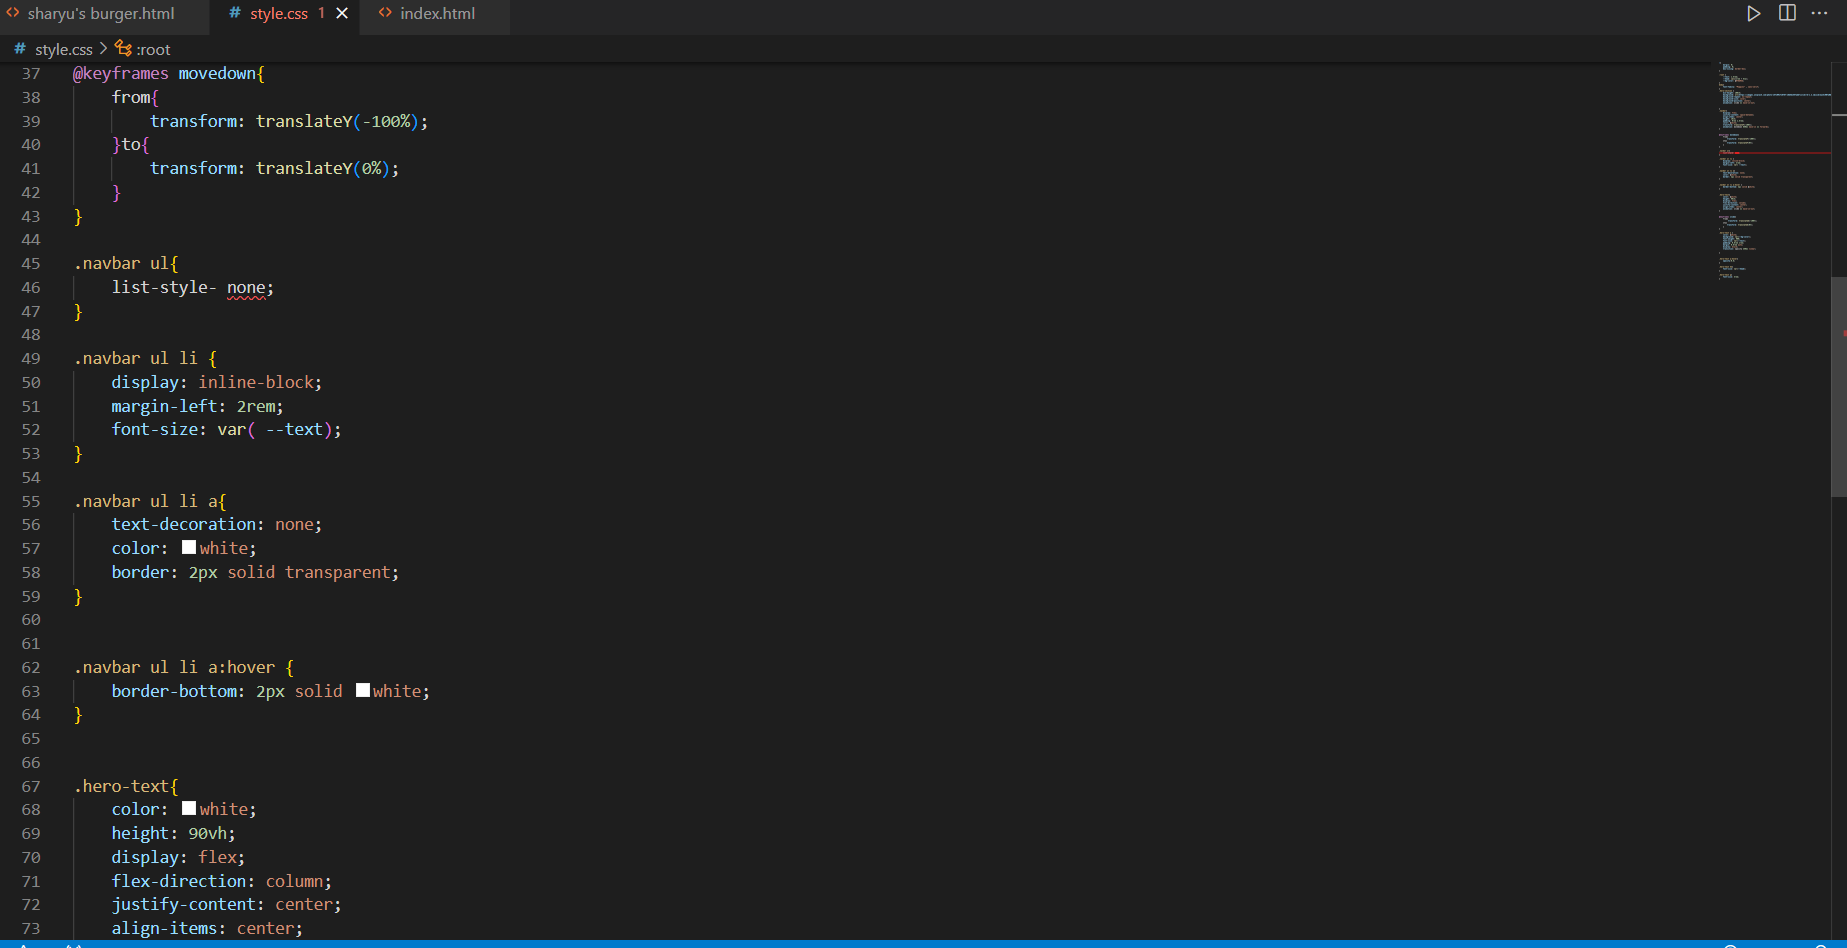 sharyu's burger.html
# style.css 1
index.html
# style.css > :root
37 @keyframes movedown{
38 from{
39 transform: translateY(-100%);
40 }to{
41 transform: translateY(0%);
42 }
43 }
44
45 .navbar ul{
46 list-style- none;
47 }
48
49 .navbar ul li {
50 display: inline-block;
51 margin-left: 2rem;
52 font-size: var( --text);
53 }
54
55 .navbar ul li a{
56 text-decoration: none;
57 color: white;
58 border: 2px solid transparent;
59 }
60
61
62 .navbar ul li a:hover {
63 border-bottom: 2px solid white;
64 }
65
66
67 .hero-text{
68 color: white;
69 height: 90vh;
70 display: flex;
71 flex-direction: column;
72 justify-content: center;
73 align-items: center;